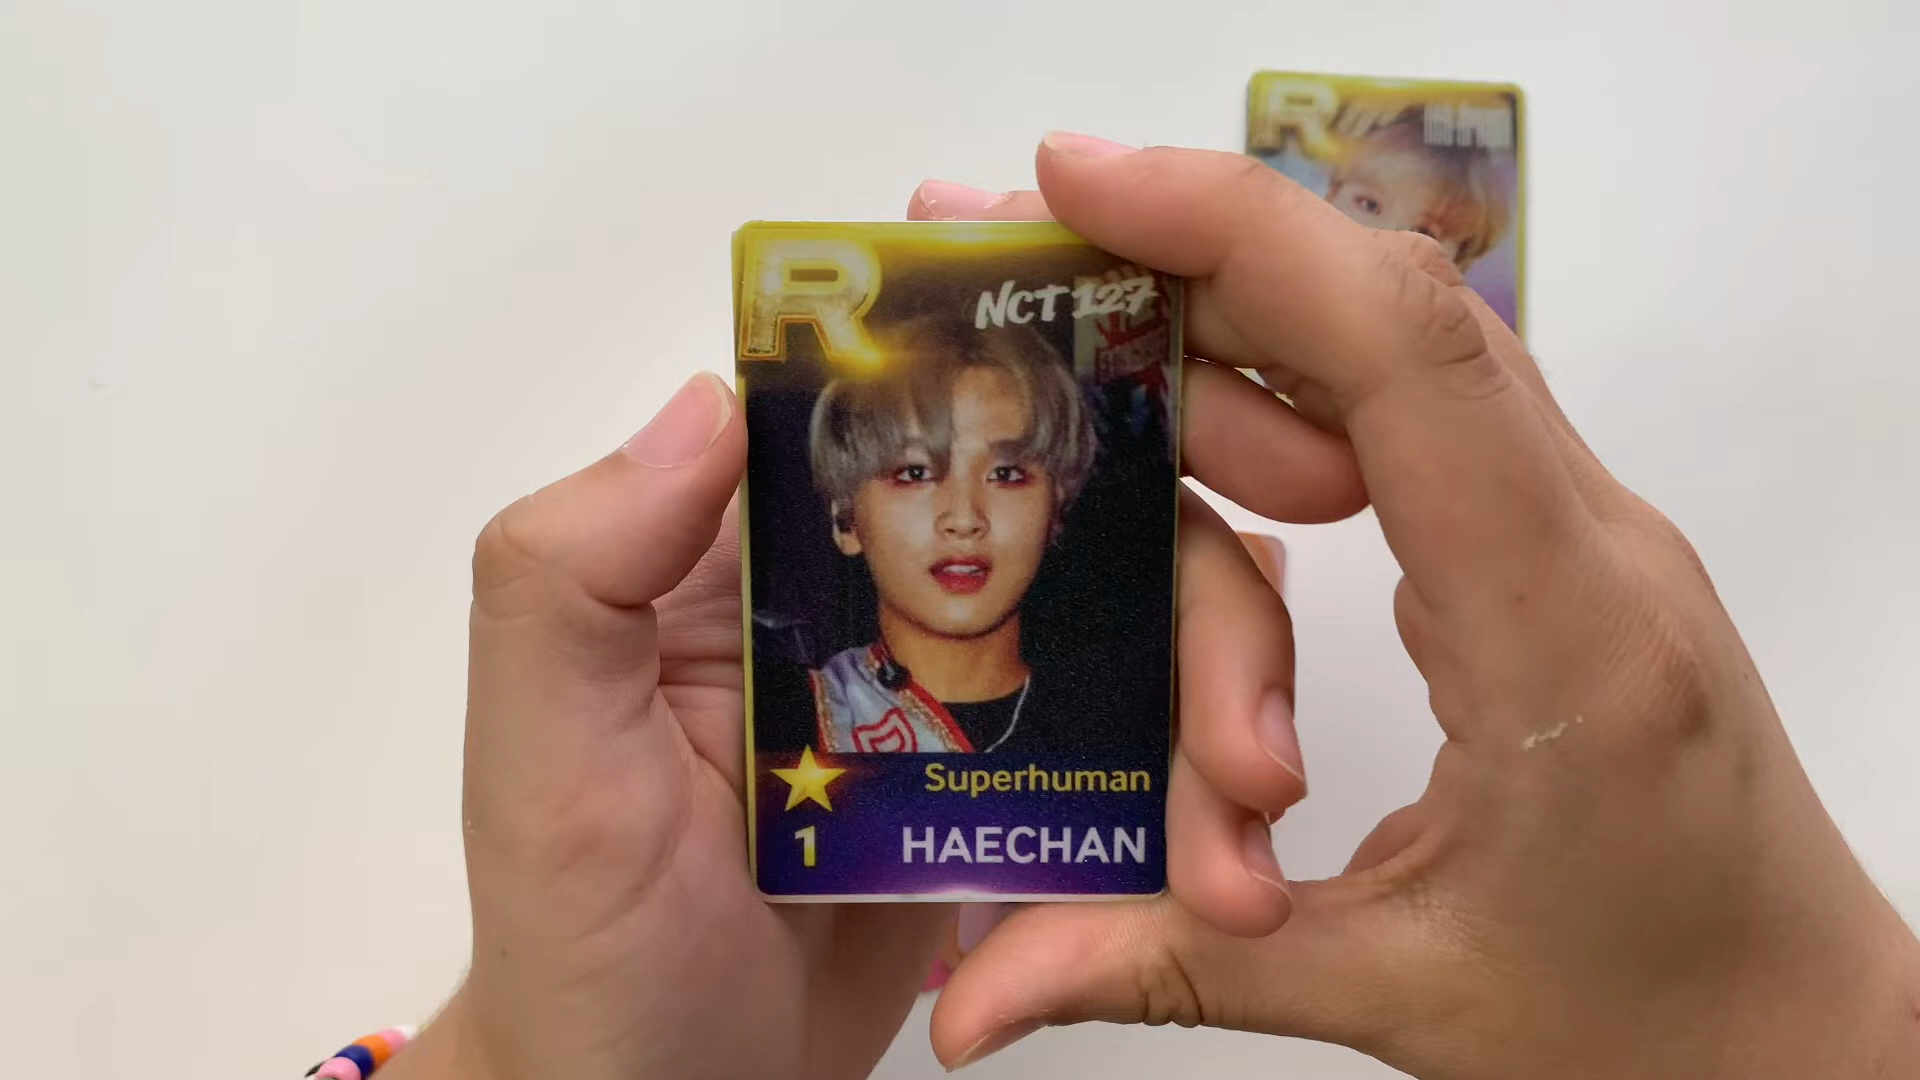 R
NCT 127
Superhuman
1
HAECHAN
R